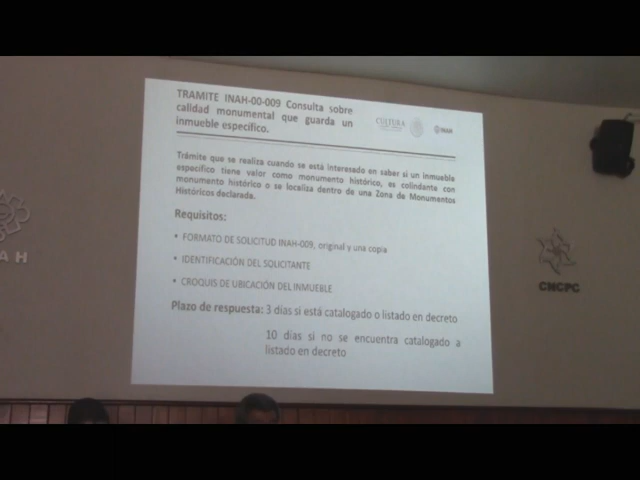 TRAMITE INAH-00-009 Consulta sobre
calidad monumental que guarda un
inmueble específico.
CULTURA
INAH
Trámite que se realiza cuando se está interesado en saber si un inmueble
específico tiene valor como monumento histórico, es colindante con
monumento histórico o se localiza dentro de una Zona de Monumentos
Históricos declarada.
Requisitos:
• FORMATO DE SOLICITUD INAH-009, original y una copia
• IDENTIFICACIÓN DEL SOLICITANTE
• CROQUIS DE UBICACIÓN DEL INMUEBLE
Plazo de respuesta: 3 días si está catalogado o listado en decreto
10 días si no se encuentra catalogado a
listado en decreto
AH
CNCPC